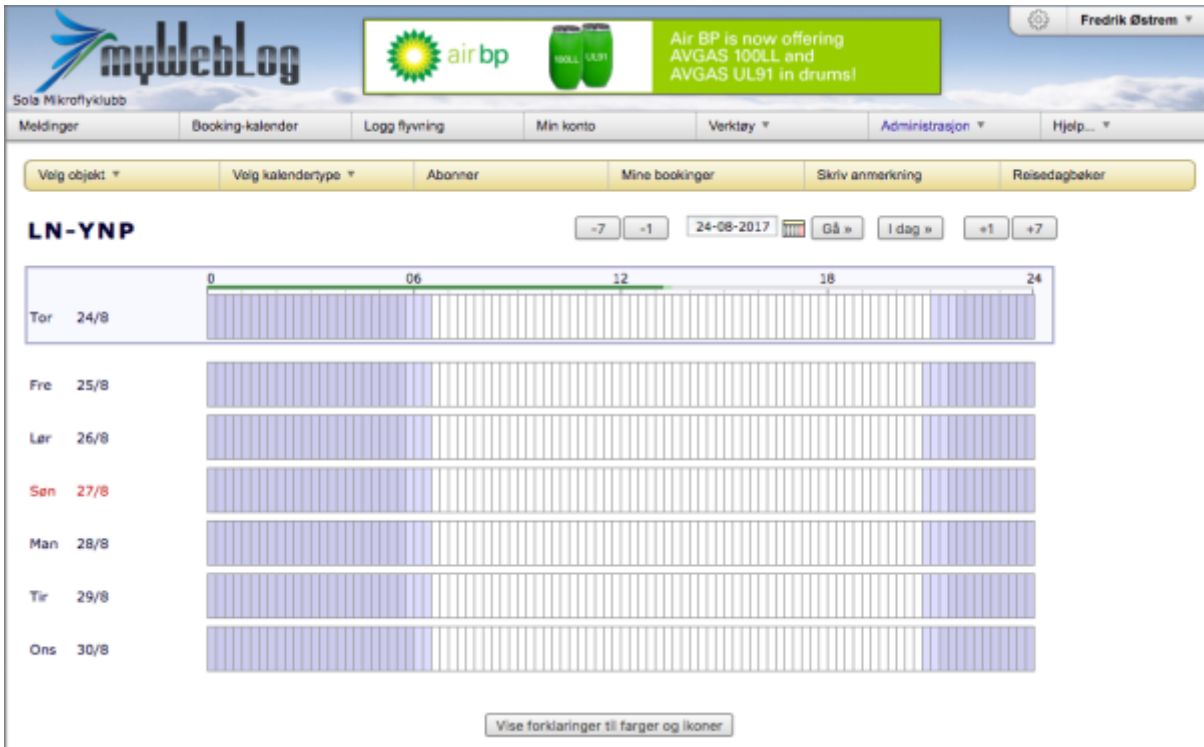 Fredrik Østrem
myWebLog
Sola Mikroflyklubb
air bp
100LL UL91
Air BP is now offering
AVGAS 100LL and
AVGAS UL91 in drums!
Meldinger Booking-kalender Logg flyvning Min konto Verktøy Administrasjon Hjelp...
Velg objekt Velg kalendertype Abonner Mine bookinger Skriv anmerkning Reisedagbøker
LN-YNP -7 -1 24-08-2017 Gå » I dag » +1 +7
0 06 12 18 24
Tor 24/8
Fre 25/8
Lør 26/8
Søn 27/8
Man 28/8
Tir 29/8
Ons 30/8
Vise forklaringer til farger og ikoner